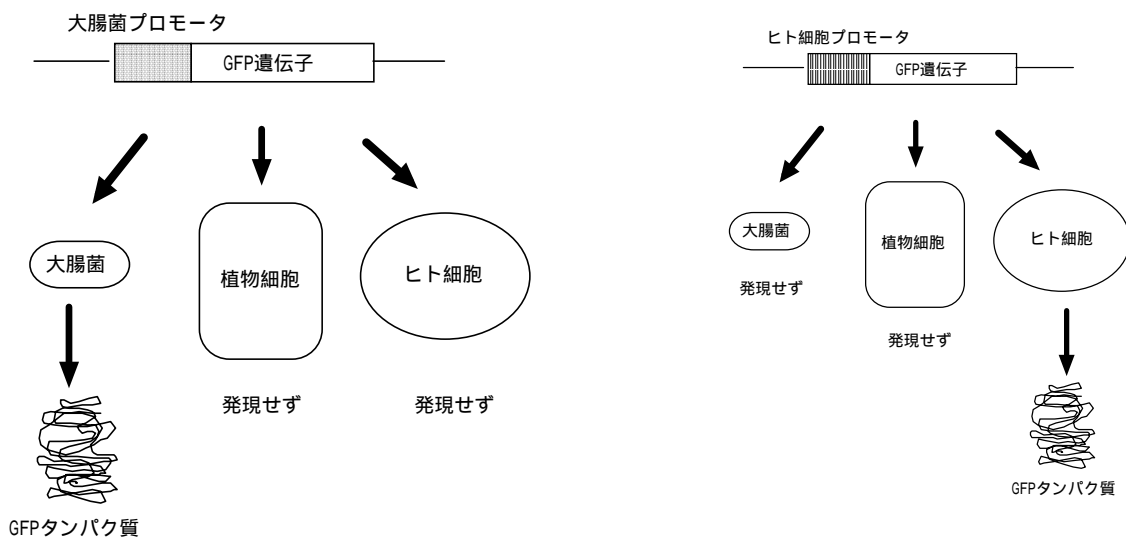 大腸菌プロモータ
GFP遺伝子
大腸菌
植物細胞
ヒト細胞
発現せず
発現せず
GFPタンパク質
ヒト細胞プロモータ
GFP遺伝子
大腸菌
植物細胞
ヒト細胞
発現せず
発現せず
GFPタンパク質